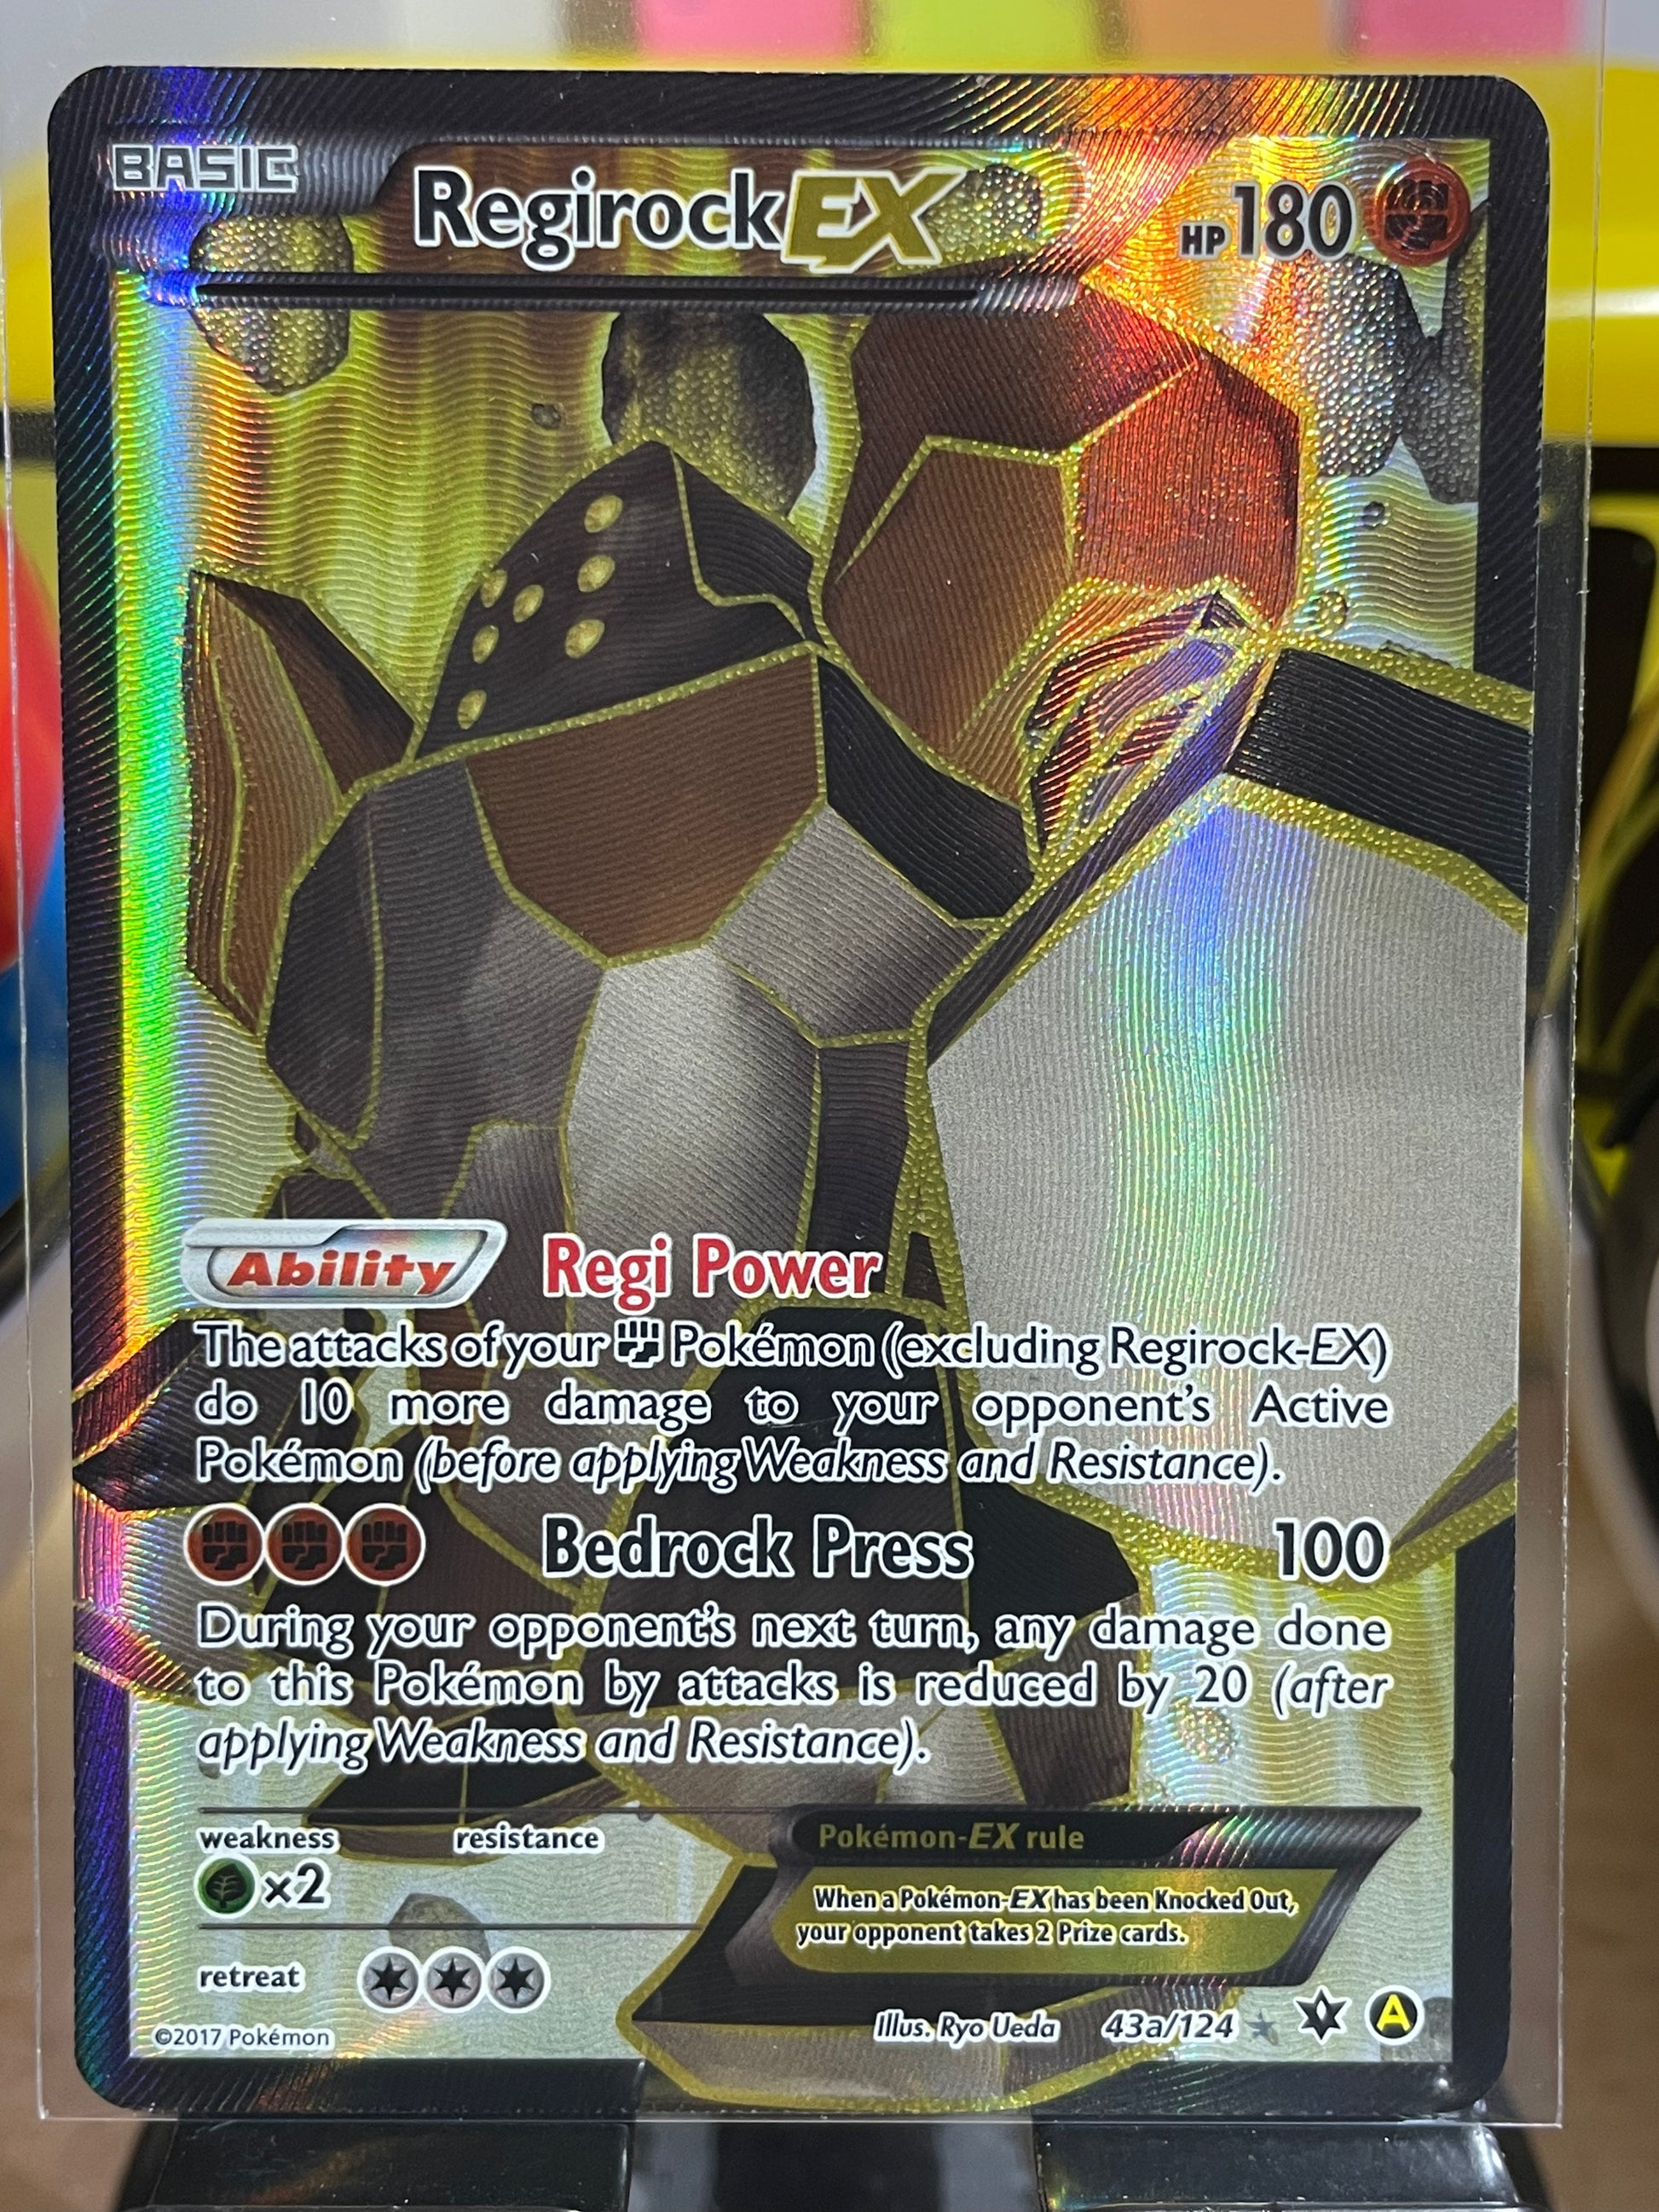 BASIC
RegirockEX
HP180
Ability Regi Power
The attacks of your Pokémon (excluding Regirock-EX)
do 10 more damage to your opponent's Active
Pokémon (before applying Weakness and Resistance).
Bedrock Press 100
During your opponent's next turn, any damage done
to this Pokémon by attacks is reduced by 20 (after
applying Weakness and Resistance).
weakness resistance
×2
Pokémon-EX rule
When a Pokémon-EX has been Knocked Out,
your opponent takes 2 Prize cards.
retreat
Illus. Ryo Ueda 43a/124 A
©2017 Pokémon